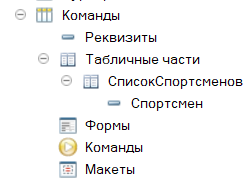 Команды
Реквизиты
Табличные части
СписокСпортсменов
Спортсмен
Формы
Команды
Макеты